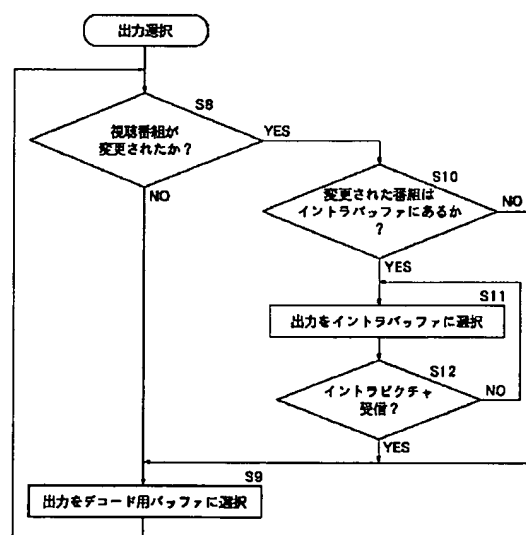 出力選択
S8
視聴番組が
変更されたか？
YES
NO
S10
変更された番組は
イントラバッファにあるか
？
NO
YES
S11
出力をイントラバッファに選択
S12
イントラピクチャ
受信？
NO
YES
S9
出力をデコード用バッファに選択